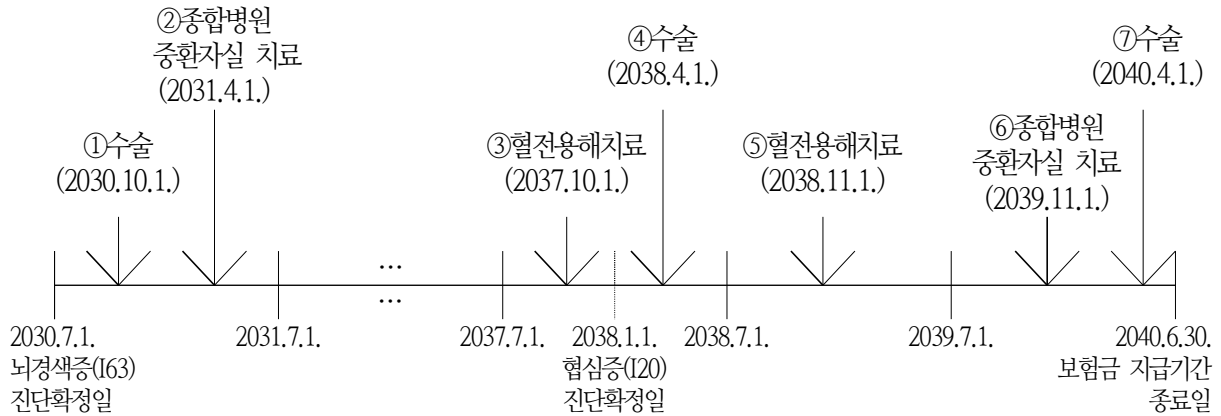 ②종합병원
중환자실 치료
(2031.4.1.)
④수술
(2038.4.1.)
⑦수술
(2040.4.1.)
①수술
(2030.10.1.)
③혈전용해치료
(2037.10.1.)
⑤혈전용해치료
(2038.11.1.)
⑥종합병원
중환자실 치료
(2039.11.1.)
...
...
2030.7.1.
뇌경색증(I63)
진단확정일
2031.7.1.
2037.7.1.
2038.1.1.
협심증(I20)
진단확정일
2038.7.1.
2039.7.1.
2040.6.30.
보험금 지급기간
종료일